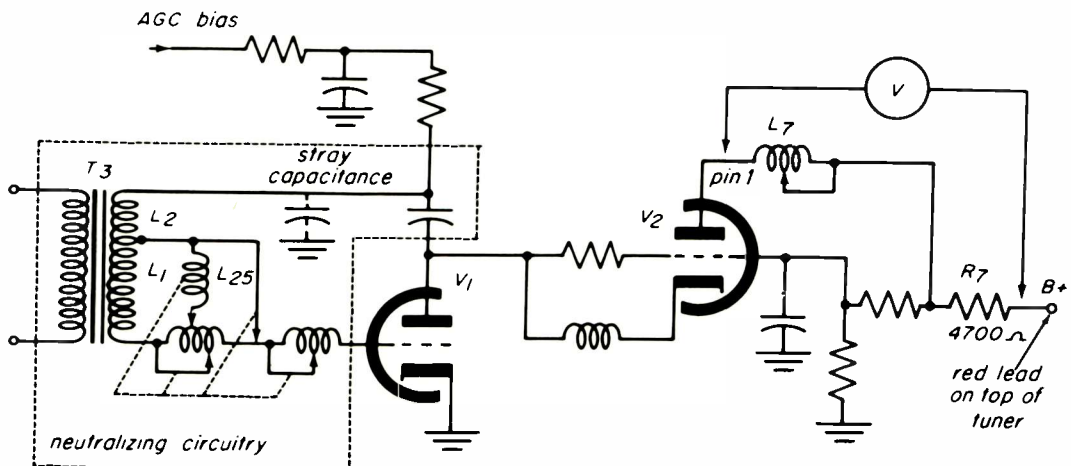 AGC bias
V
L7
T3
stray
capacitance
pin 1
L2
V2
L1
L25
V1
R7
B+
4700 Ω
red lead
on top of
tuner
neutralizing circuitry